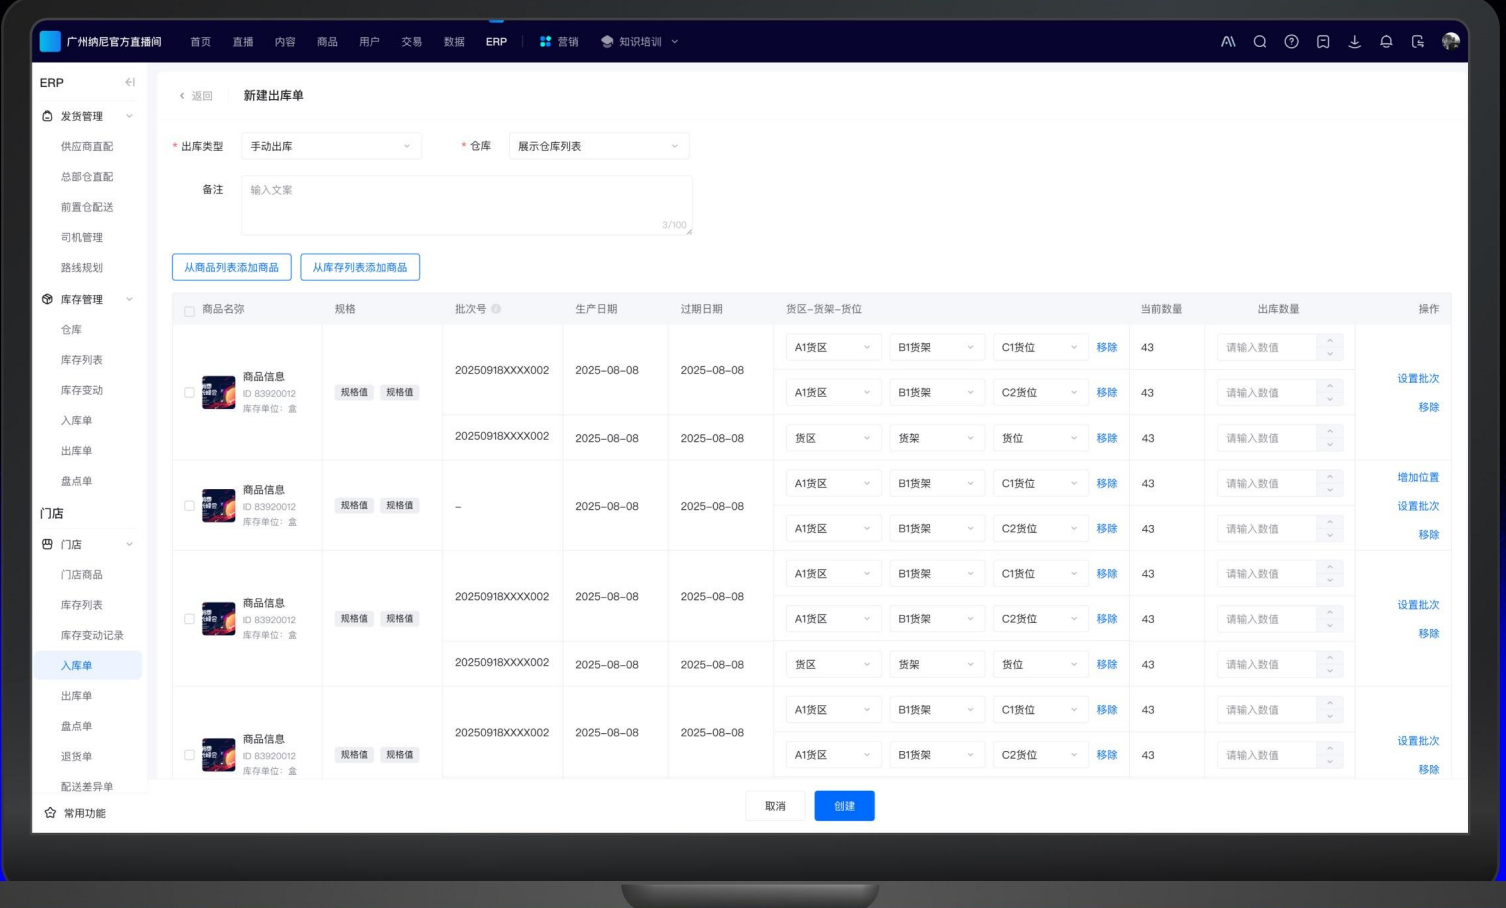 广州纳尼官方直播间 首页 直播 内容 商品 用户 交易 数据 ERP 营销 知识培训
ERP
发货管理
供应商直配
总部仓直配
前置仓配送
司机管理
路线规划
库存管理
仓库
库存列表
库存变动
入库单
出库单
盘点单
门店
门店
门店商品
库存列表
库存变动记录
入库单
出库单
盘点单
退货单
配送差异单
常用功能
返回 新建出库单
* 出库类型 手动出库 * 仓库 展示仓库列表
备注 输入文案
3/100
从商品列表添加商品 从库存列表添加商品
商品名弥 规格 批次号 生产日期 过期日期 货区-货架-货位 当前数量 出库数量 操作
商品信息
ID 83920012
库存单位：盒
规格值 规格值
20250918XXXX002 2025-08-08 2025-08-08
A1货区 B1货架 C1货位 移除 43 请输入数值
A1货区 B1货架 C2货位 移除 43 请输入数值
20250918XXXX002 2025-08-08 2025-08-08 货区 货架 货位 移除 43 请输入数值
设置批次
移除
商品信息
ID 83920012
库存单位：盒
规格值 规格值
– 2025-08-08 2025-08-08
A1货区 B1货架 C1货位 移除 43 请输入数值
A1货区 B1货架 C2货位 移除 43 请输入数值
增加位置
设置批次
移除
商品信息
ID 83920012
库存单位：盒
规格值 规格值
20250918XXXX002 2025-08-08 2025-08-08
A1货区 B1货架 C1货位 移除 43 请输入数值
A1货区 B1货架 C2货位 移除 43 请输入数值
20250918XXXX002 2025-08-08 2025-08-08 货区 货架 货位 移除 43 请输入数值
设置批次
移除
商品信息
ID 83920012
库存单位：盒
规格值 规格值
20250918XXXX002 2025-08-08 2025-08-08
A1货区 B1货架 C1货位 移除 43 请输入数值
A1货区 B1货架 C2货位 移除 43 请输入数值
设置批次
移除
取消 创建